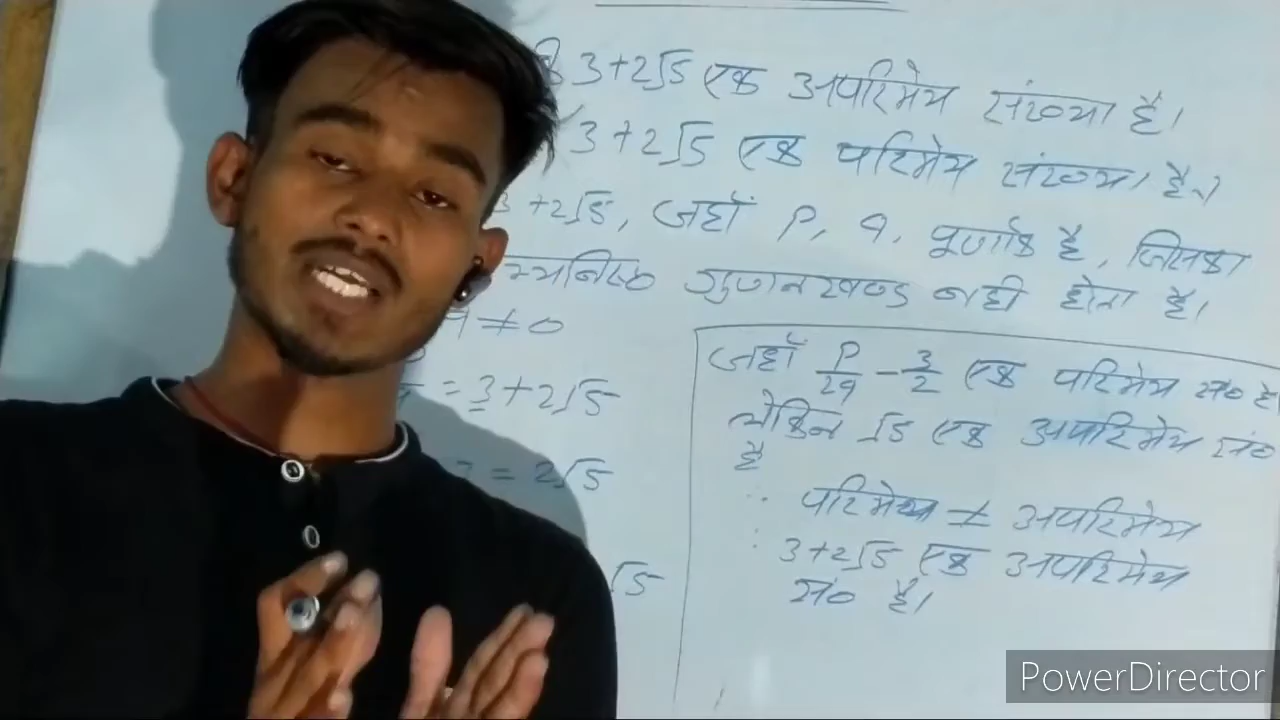 3+2√5 एक अपरिमेय संख्या है।
3+2√5 एक परिमेय संख्या है।
3+2√5, जहाँ P, q, पूर्णांक है, जिसका
गुणनखण्ड नही होता है।
q ≠ 0
= 3+2√5
= 2√5
√5
जहाँ P/2q - 3/2 एक परिमेय सं० है।
लेकिन √5 एक अपरिमेय सं०
है
∴ परिमेय ≠ अपरिमेय
∴ 3+2√5 एक अपरिमेय
सं० है।
PowerDirector